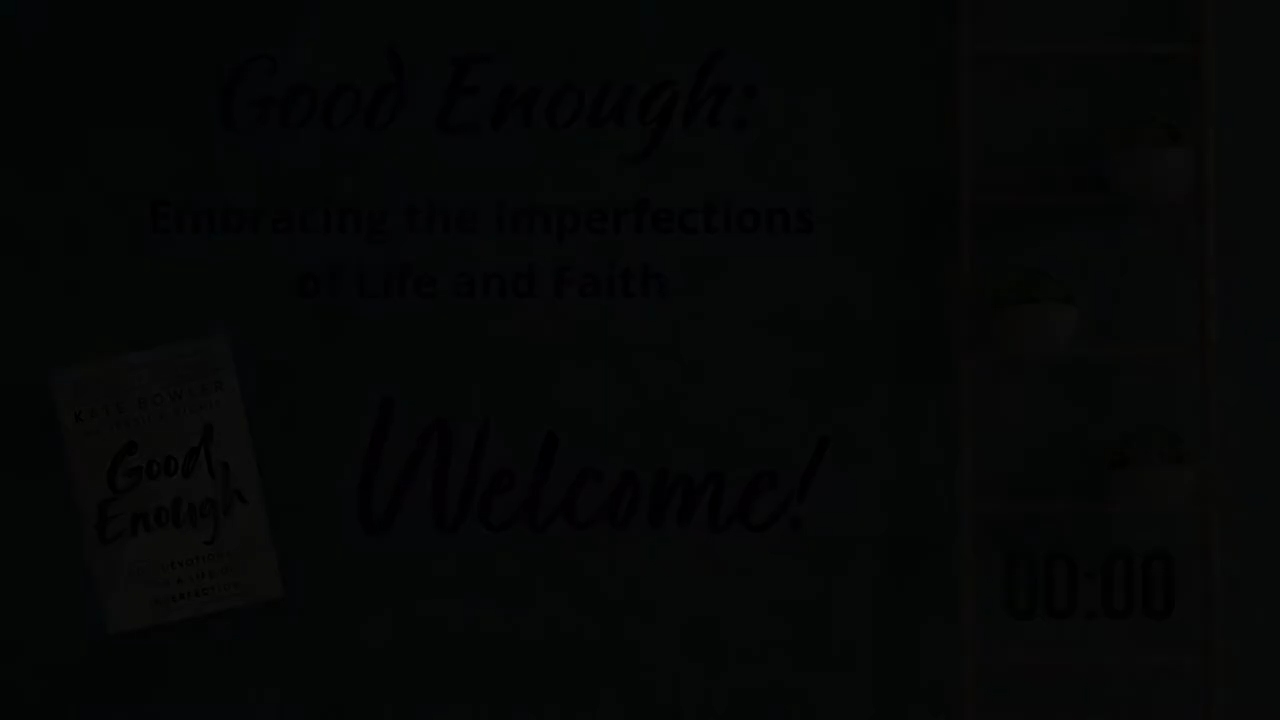 Good Enough:
Embracing the Imperfections
of Life and Faith
KATE BOWLER
Good
Enough
Welcome!
00:00